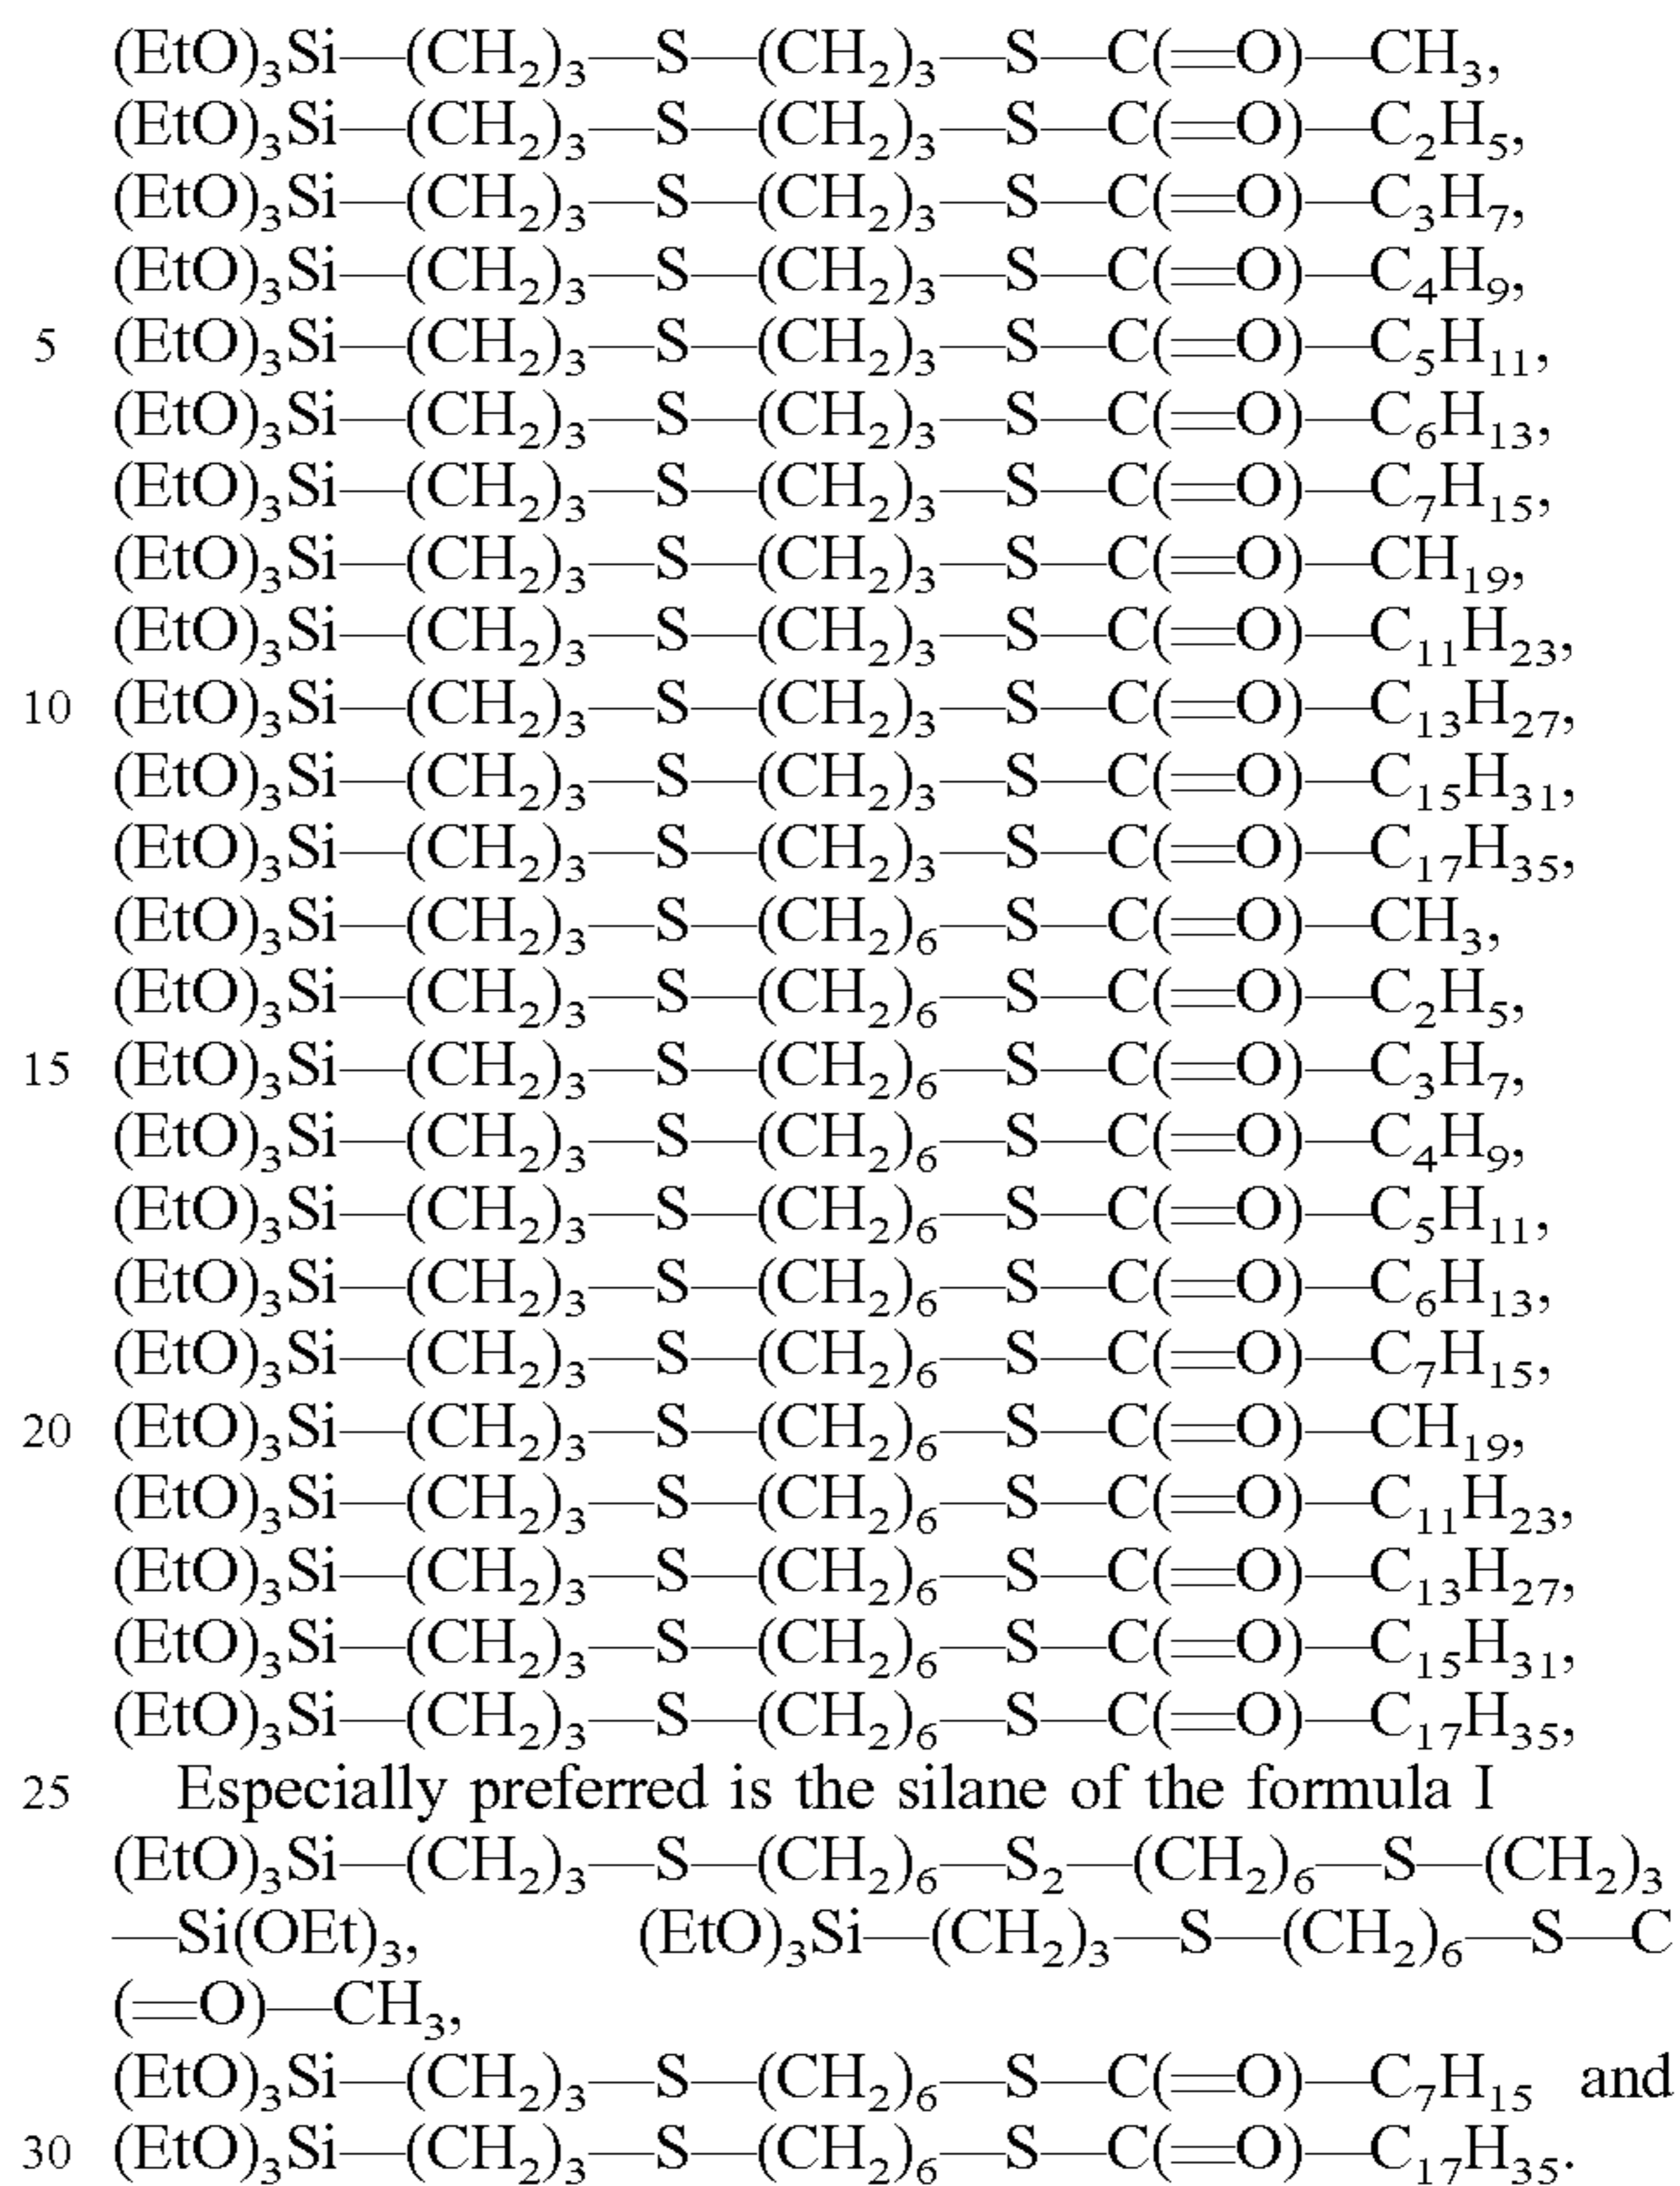 (EtO)₃Si—(CH₂)₃—S—(CH₂)₃—S—C(═O)—CH₃,
(EtO)₃Si—(CH₂)₃—S—(CH₂)₃—S—C(═O)—C₂H₅,
(EtO)₃Si—(CH₂)₃—S—(CH₂)₃—S—C(═O)—C₃H₇,
(EtO)₃Si—(CH₂)₃—S—(CH₂)₃—S—C(═O)—C₄H₉,
5 (EtO)₃Si—(CH₂)₃—S—(CH₂)₃—S—C(═O)—C₅H₁₁,
(EtO)₃Si—(CH₂)₃—S—(CH₂)₃—S—C(═O)—C₆H₁₃,
(EtO)₃Si—(CH₂)₃—S—(CH₂)₃—S—C(═O)—C₇H₁₅,
(EtO)₃Si—(CH₂)₃—S—(CH₂)₃—S—C(═O)—CH₁₉,
(EtO)₃Si—(CH₂)₃—S—(CH₂)₃—S—C(═O)—C₁₁H₂₃,
10 (EtO)₃Si—(CH₂)₃—S—(CH₂)₃—S—C(═O)—C₁₃H₂₇,
(EtO)₃Si—(CH₂)₃—S—(CH₂)₃—S—C(═O)—C₁₅H₃₁,
(EtO)₃Si—(CH₂)₃—S—(CH₂)₃—S—C(═O)—C₁₇H₃₅,
(EtO)₃Si—(CH₂)₃—S—(CH₂)₆—S—C(═O)—CH₃,
(EtO)₃Si—(CH₂)₃—S—(CH₂)₆—S—C(═O)—C₂H₅,
15 (EtO)₃Si—(CH₂)₃—S—(CH₂)₆—S—C(═O)—C₃H₇,
(EtO)₃Si—(CH₂)₃—S—(CH₂)₆—S—C(═O)—C₄H₉,
(EtO)₃Si—(CH₂)₃—S—(CH₂)₆—S—C(═O)—C₅H₁₁,
(EtO)₃Si—(CH₂)₃—S—(CH₂)₆—S—C(═O)—C₆H₁₃,
(EtO)₃Si—(CH₂)₃—S—(CH₂)₆—S—C(═O)—C₇H₁₅,
20 (EtO)₃Si—(CH₂)₃—S—(CH₂)₆—S—C(═O)—CH₁₉,
(EtO)₃Si—(CH₂)₃—S—(CH₂)₆—S—C(═O)—C₁₁H₂₃,
(EtO)₃Si—(CH₂)₃—S—(CH₂)₆—S—C(═O)—C₁₃H₂₇,
(EtO)₃Si—(CH₂)₃—S—(CH₂)₆—S—C(═O)—C₁₅H₃₁,
(EtO)₃Si—(CH₂)₃—S—(CH₂)₆—S—C(═O)—C₁₇H₃₅,
25 Especially preferred is the silane of the formula I
(EtO)₃Si—(CH₂)₃—S—(CH₂)₆—S₂—(CH₂)₆—S—(CH₂)₃
—Si(OEt)₃, (EtO)₃Si—(CH₂)₃—S—(CH₂)₆—S—C
(═O)—CH₃,
(EtO)₃Si—(CH₂)₃—S—(CH₂)₆—S—C(═O)—C₇H₁₅ and
30 (EtO)₃Si—(CH₂)₃—S—(CH₂)₆—S—C(═O)—C₁₇H₃₅.